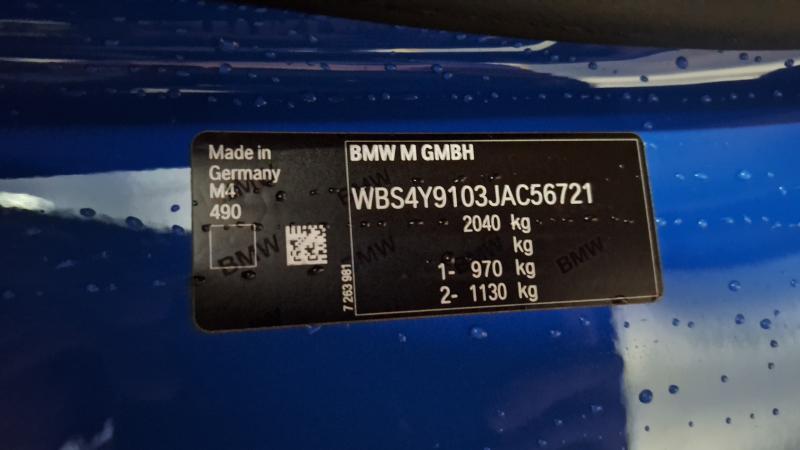 Made in
Germany
M4
490
7 263 981
BMW M GMBH
WBS4Y9103JAC56721
2040 kg
kg
1- 970 kg
2- 1130 kg
BMW
BMW
BMW